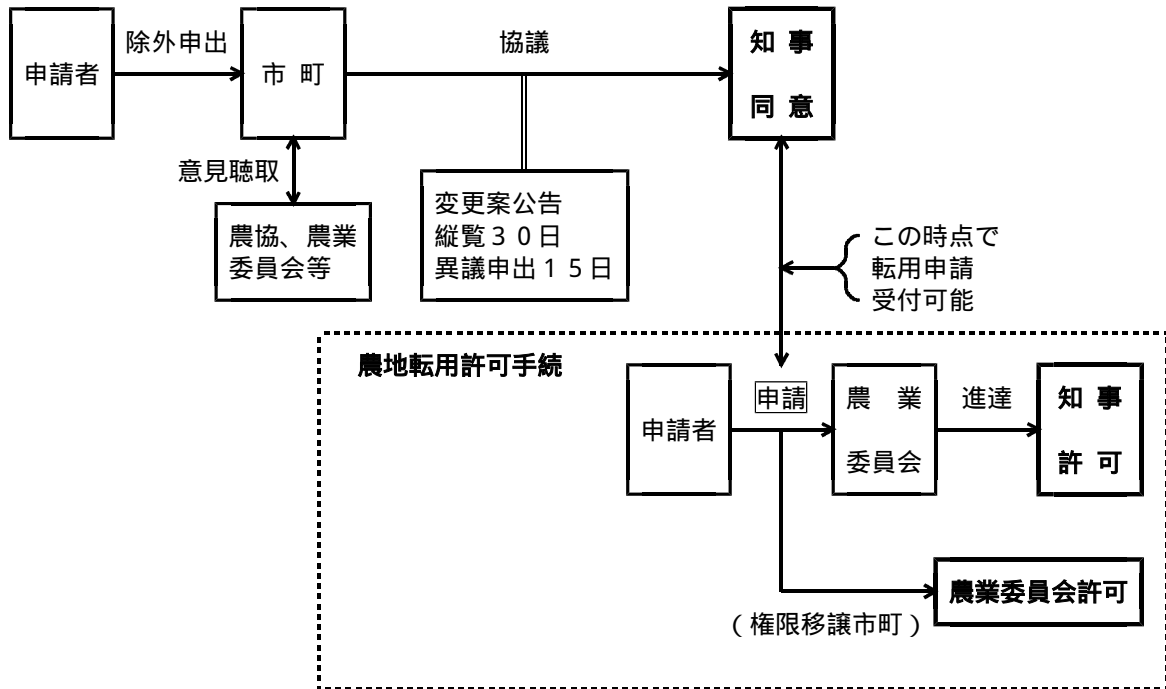 除外申出
協議
申請者
市 町
知 事
同 意
意見聴取
農協、農業
委員会等
変更案公告
縦覧３０日
異議申出１５日
この時点で
転用申請
受付可能
農地転用許可手続
申請者
申請
農　業
委員会
進達
知 事
許 可
農業委員会許可
（権限移譲市町）